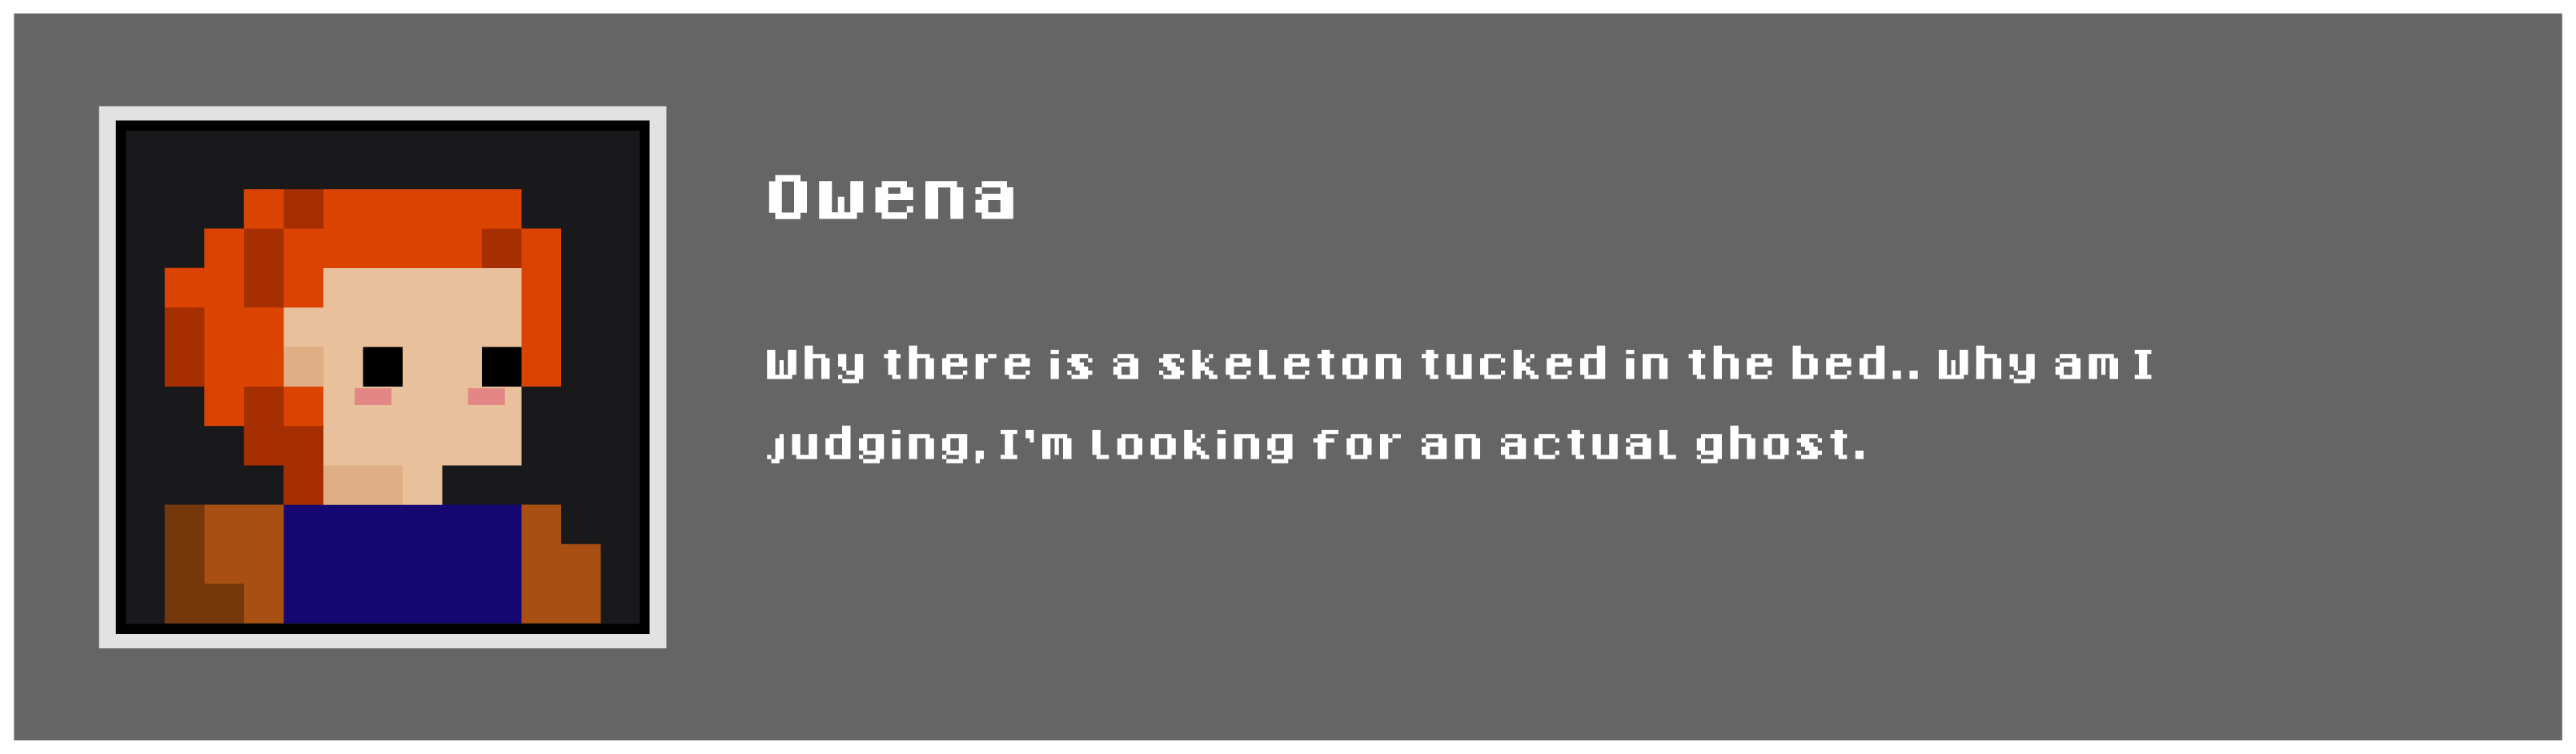 Owena
Why there is a skeleton tucked in the bed.. Why am I
judging, I'm looking for an actual ghost.